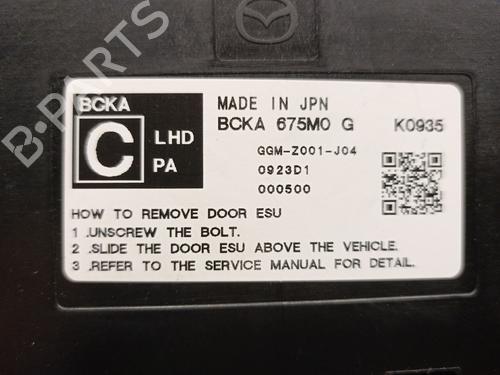 B-PARTS
BCKA
C
LHD
PA
MADE IN JPN
BCKA 675M0 G K0935
GGM-Z001-J04
0923D1
000500
HOW TO REMOVE DOOR ESU
1 .UNSCREW THE BOLT.
2 .SLIDE THE DOOR ESU ABOVE THE VEHICLE.
3 .REFER TO THE SERVICE MANUAL FOR DETAIL.